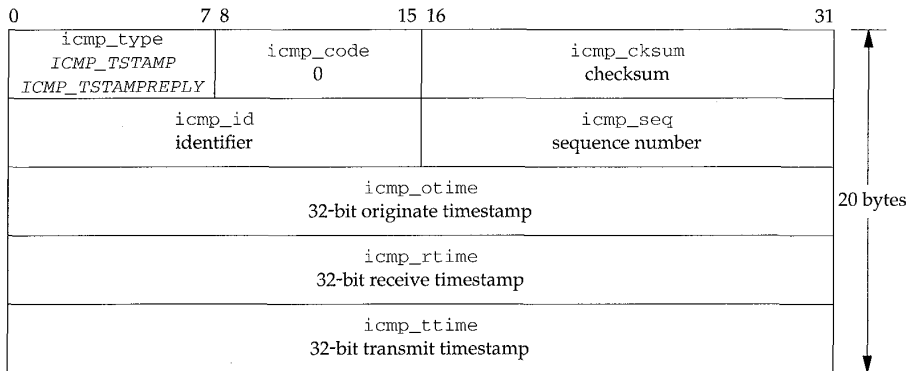 0 7 8 15 16 31
icmp_type
ICMP_TSTAMP
ICMP_TSTAMPREPLY
icmp_code
0
icmp_cksum
checksum
icmp_id
identifier
icmp_seq
sequence number
icmp_otime
32-bit originate timestamp
20 bytes
icmp_rtime
32-bit receive timestamp
icmp_ttime
32-bit transmit timestamp